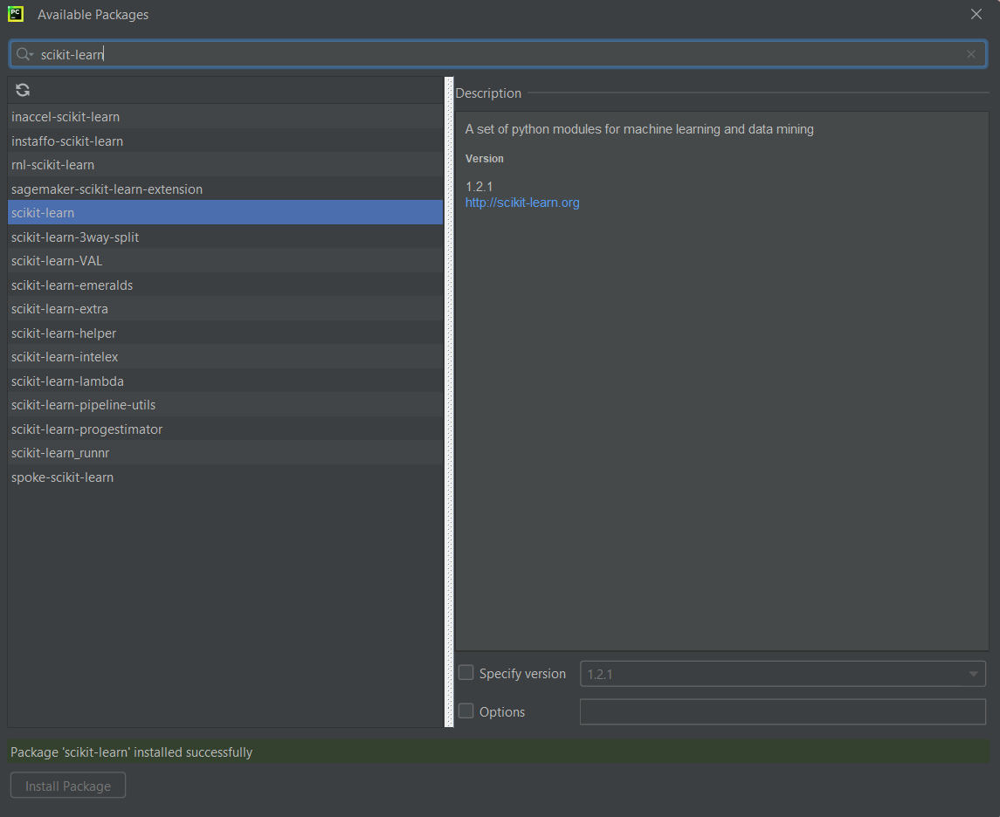 PC
Available Packages
scikit-learn
inaccel-scikit-learn
instaffo-scikit-learn
rnl-scikit-learn
sagemaker-scikit-learn-extension
scikit-learn
scikit-learn-3way-split
scikit-learn-VAL
scikit-learn-emeralds
scikit-learn-extra
scikit-learn-helper
scikit-learn-intelex
scikit-learn-lambda
scikit-learn-pipeline-utils
scikit-learn-progestimator
scikit-learn_runnr
spoke-scikit-learn
Description
A set of python modules for machine learning and data mining
Version
1.2.1
http://scikit-learn.org
Specify version 1.2.1
Options
Package 'scikit-learn' installed successfully
Install Package